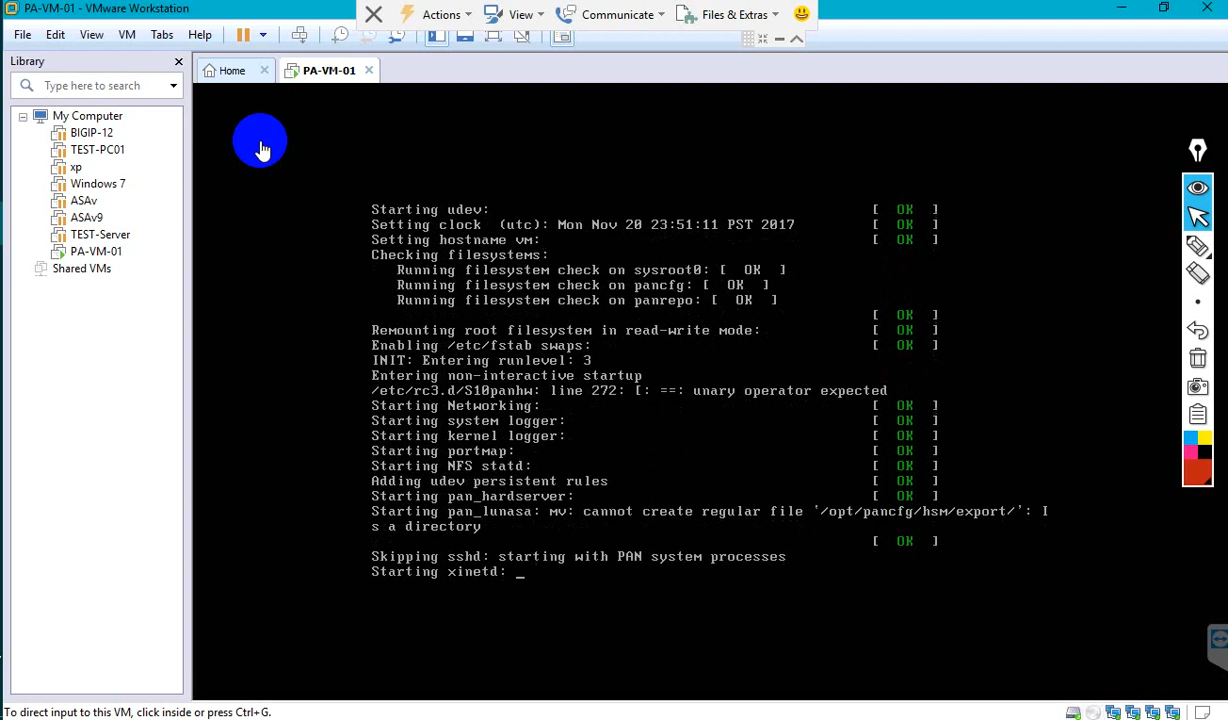 PA-VM-01 - VMware Workstation
Actions View Communicate Files & Extras
File Edit View VM Tabs Help
Library
Home PA-VM-01
Type here to search
My Computer
BIGIP-12
TEST-PC01
xp
Windows 7
ASAv
ASAv9
TEST-Server
PA-VM-01
Shared VMs
Starting udev: [ OK ]
Setting clock (utc): Mon Nov 20 23:51:11 PST 2017 [ OK ]
Setting hostname vm: [ OK ]
Checking filesystems:
Running filesystem check on sysroot0: [ OK ]
Running filesystem check on pancfg: [ OK ]
Running filesystem check on panrepo: [ OK ]
[ OK ]
Remounting root filesystem in read-write mode: [ OK ]
Enabling /etc/fstab swaps: [ OK ]
INIT: Entering runlevel: 3
Entering non-interactive startup
/etc/rc3.d/S10panhw: line 272: [: ==: unary operator expected
Starting Networking: [ OK ]
Starting system logger: [ OK ]
Starting kernel logger: [ OK ]
Starting portmap: [ OK ]
Starting NFS statd: [ OK ]
Adding udev persistent rules [ OK ]
Starting pan_hardserver: [ OK ]
Starting pan_lunasa: mv: cannot create regular file '/opt/pancfg/hsm/export/': I
s a directory
[ OK ]
Skipping sshd: starting with PAN system processes
Starting xinetd: _
To direct input to this VM, click inside or press Ctrl+G.